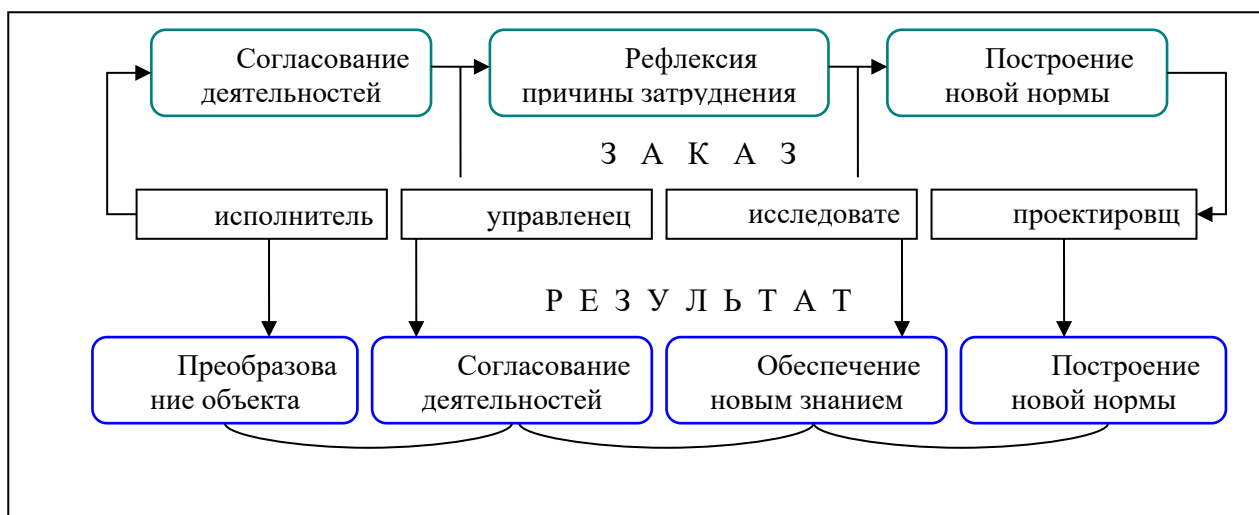 Согласование
деятельностей
Рефлексия
причины затруднения
Построение
новой нормы
З А К А З
исполнитель
управленец
исследовате
проектировщ
Р Е З У Л Ь Т А Т
Преобразова
ние объекта
Согласование
деятельностей
Обеспечение
новым знанием
Построение
новой нормы